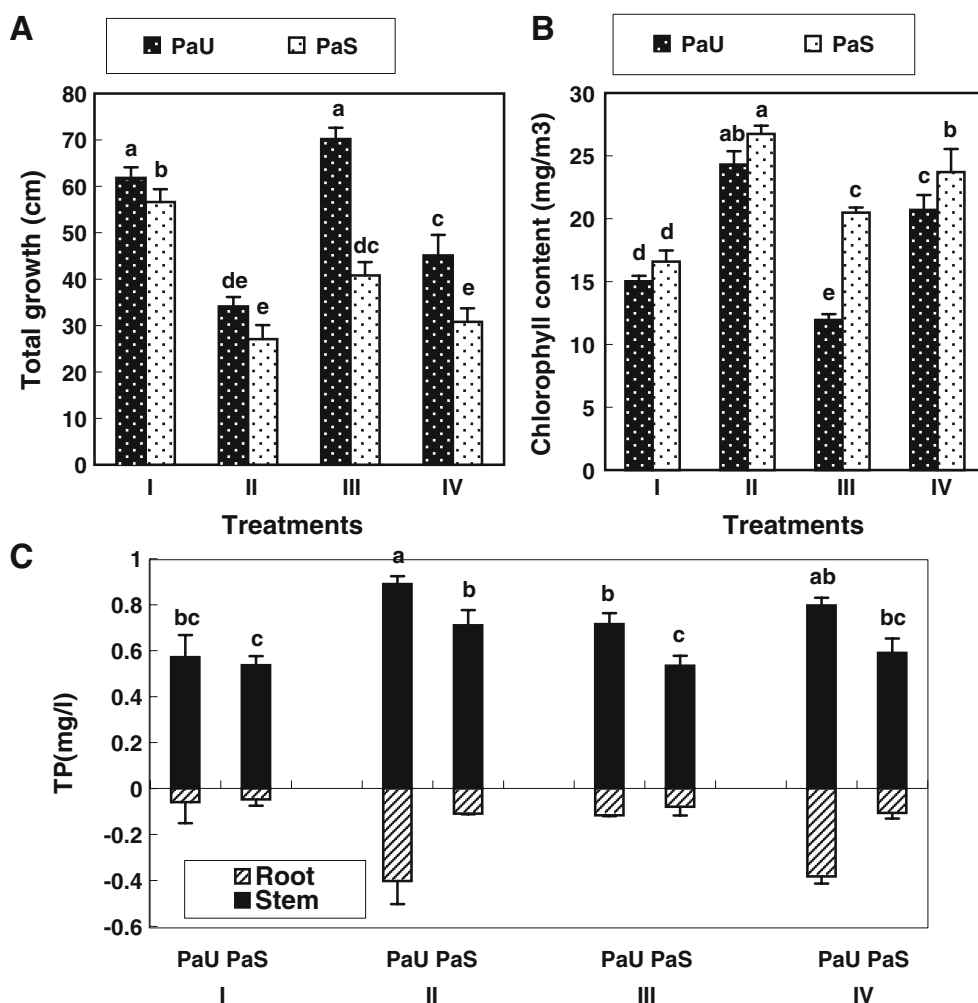 A
PaU PaS
80
70
60
50
40
30
20
10
0
Total growth (cm)
a b de e a dc c e
I II III IV
Treatments
B
PaU PaS
30
25
20
15
10
5
0
Chlorophyll content (mg/m3)
d d ab a e c c b
I II III IV
Treatments
C
1
0.8
0.6
0.4
0.2
0
-0.2
-0.4
-0.6
TP(mg/l)
bc c a b b c ab bc
Root
Stem
PaU PaS PaU PaS PaU PaS PaU PaS
I II III IV